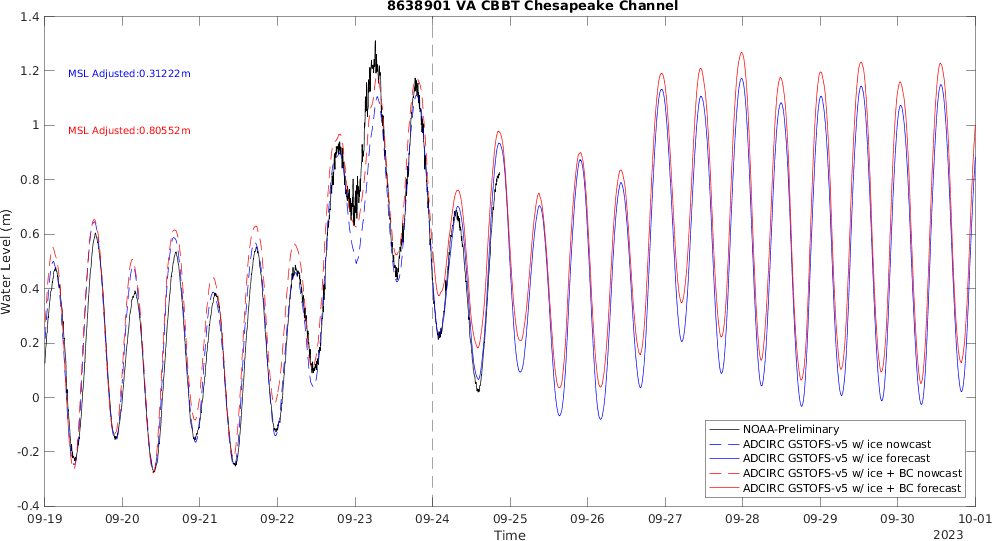 8638901 VA CBBT Chesapeake Channel
1.4
1.2
1
0.8
0.6
0.4
0.2
0
-0.2
-0.4
Water Level (m)
MSL Adjusted:0.31222m
MSL Adjusted:0.80552m
NOAA-Preliminary
ADCIRC GSTOFS-v5 w/ ice nowcast
ADCIRC GSTOFS-v5 w/ ice forecast
ADCIRC GSTOFS-v5 w/ ice + BC nowcast
ADCIRC GSTOFS-v5 w/ ice + BC forecast
09-19 09-20 09-21 09-22 09-23 09-24 09-25 09-26 09-27 09-28 09-29 09-30 10-01
Time
2023